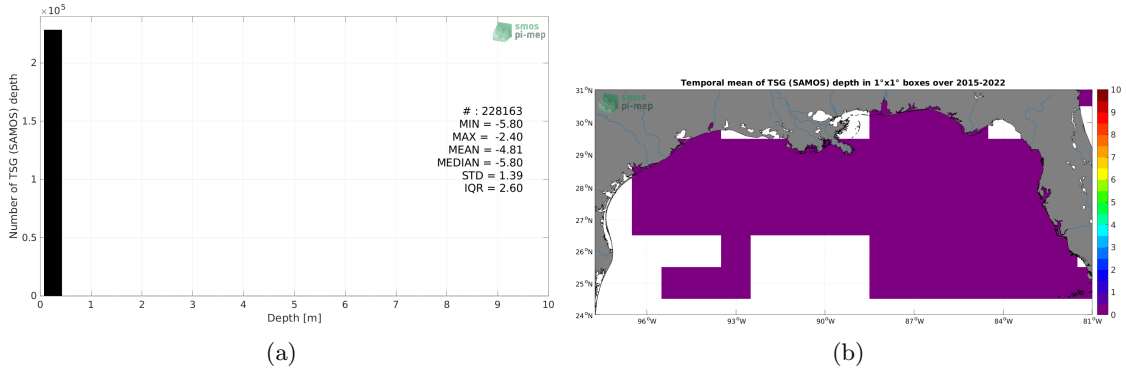 ×10⁵
smos
pi-mep
Number of TSG (SAMOS) depth
2
1.5
1
0.5
0
# : 228163
MIN = -5.80
MAX = -2.40
MEAN = -4.81
MEDIAN = -5.80
STD = 1.39
IQR = 2.60
0 1 2 3 4 5 6 7 8 9 10
Depth [m]
(a)
Temporal mean of TSG (SAMOS) depth in 1°x1° boxes over 2015-2022
smos
pi-mep
31°N
30°N
29°N
28°N
27°N
26°N
25°N
24°N
96°W 93°W 90°W 87°W 84°W 81°W
10
9
8
7
6
5
4
3
2
1
0
(b)